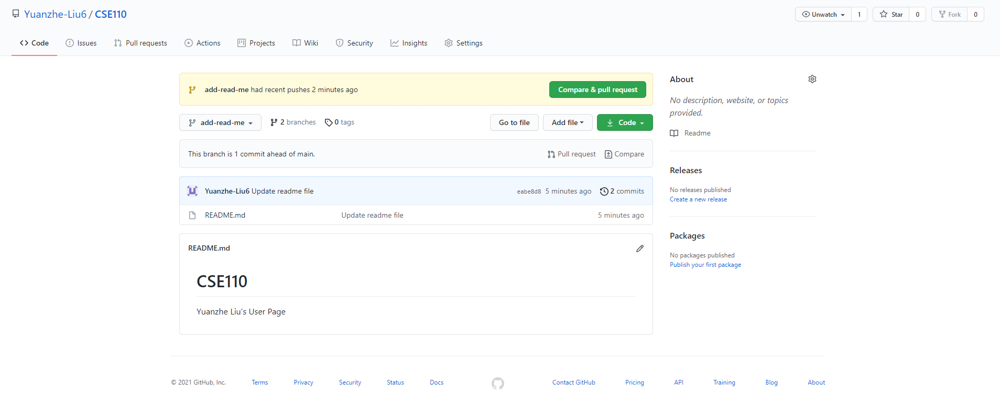 Yuanzhe-Liu6 / CSE110
Unwatch 1 Star 0 Fork 0
Code Issues Pull requests Actions Projects Wiki Security Insights Settings
add-read-me had recent pushes 2 minutes ago
Compare & pull request
add-read-me 2 branches 0 tags
Go to file Add file Code
This branch is 1 commit ahead of main.
Pull request Compare
Yuanzhe-Liu6 Update readme file eabe8d8 5 minutes ago 2 commits
README.md Update readme file 5 minutes ago
README.md
CSE110
Yuanzhe Liu's User Page
About
No description, website, or topics
provided.
Readme
Releases
No releases published
Create a new release
Packages
No packages published
Publish your first package
© 2021 GitHub, Inc. Terms Privacy Security Status Docs Contact GitHub Pricing API Training Blog About